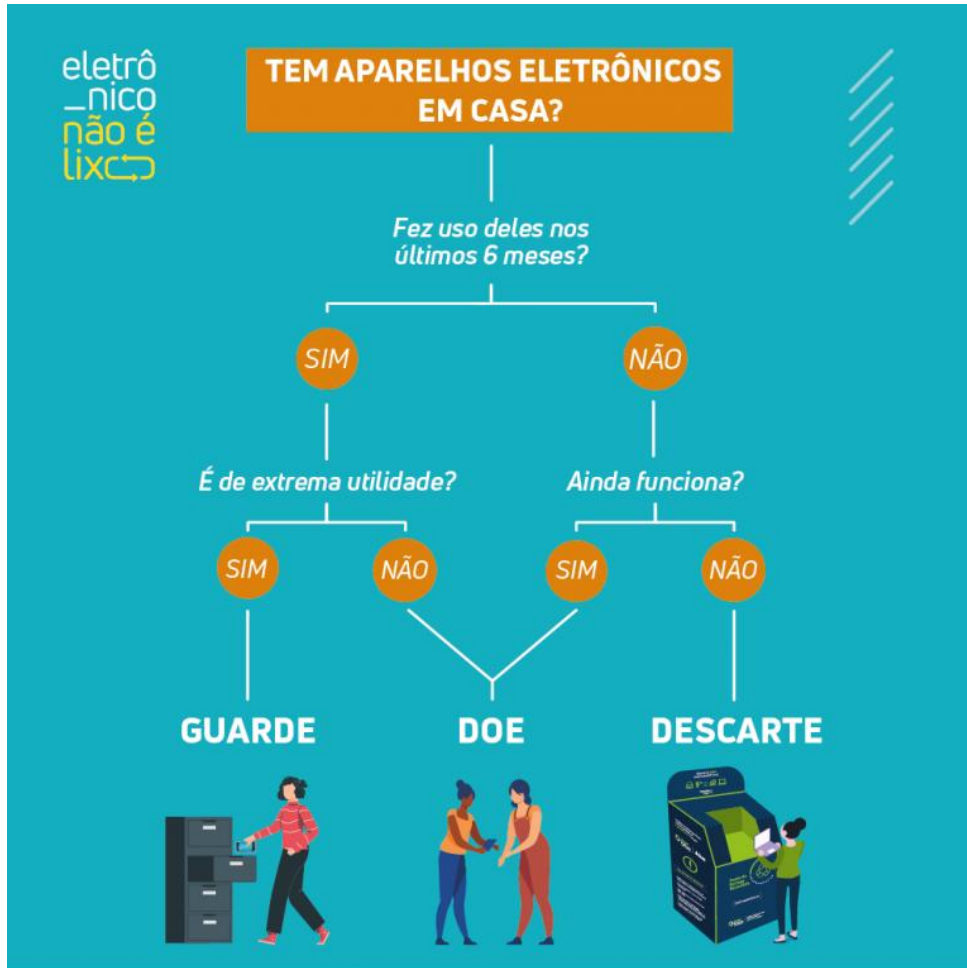 eletrô
_nico
não é
lixo
TEM APARELHOS ELETRÔNICOS
EM CASA?
Fez uso deles nos
últimos 6 meses?
SIM
NÃO
É de extrema utilidade?
Ainda funciona?
SIM
NÃO
SIM
NÃO
GUARDE
DOE
DESCARTE